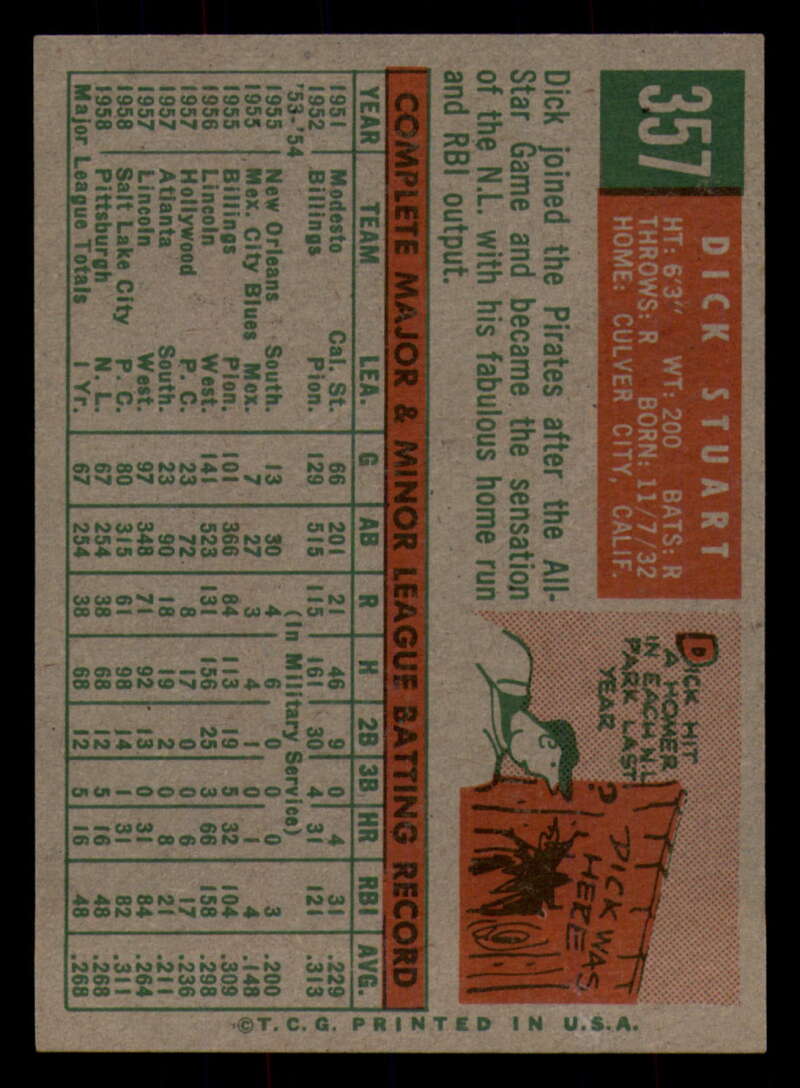 357
DICK STUART
HT: 6'3" WT: 200 BATS: R
THROWS: R BORN: 11/7/32
HOME: CULVER CITY, CALIF.
DICK HIT
A HOMER
IN EACH N.L.
PARK LAST
YEAR
?
DICK WAS
HERE
Dick joined the Pirates after the All-
Star Game and became the sensation
of the N.L. with his fabulous home run
and RBI output.
COMPLETE MAJOR & MINOR LEAGUE BATTING RECORD
YEAR TEAM LEA. G AB R H 2B 3B HR RBI AVG.
1951 Modesto Cal. St. 66 201 21 46 9 0 4 31 .229
1952 Billings Pion. 129 515 115 161 30 4 31 121 .313
'53-'54 (In Military Service)
1955 New Orleans South. 13 30 4 6 0 0 0 3 .200
1955 Mex. City Blues Mex. 7 27 3 4 1 0 1 4 .148
1955 Billings Pion. 101 366 84 113 19 5 32 104 .309
1956 Lincoln West. 141 523 131 156 25 3 66 158 .298
1957 Hollywood P. C. 23 72 8 17 0 0 6 17 .236
1957 Atlanta South. 23 90 18 19 2 0 8 21 .211
1957 Lincoln West. 97 348 71 92 13 0 31 84 .264
1958 Salt Lake City P. C. 80 315 61 98 14 1 31 82 .311
1958 Pittsburgh N. L. 67 254 38 68 12 5 16 48 .268
Major League Totals 1 Yr. 67 254 38 68 12 5 16 48 .268
©T.C.G. PRINTED IN U.S.A.